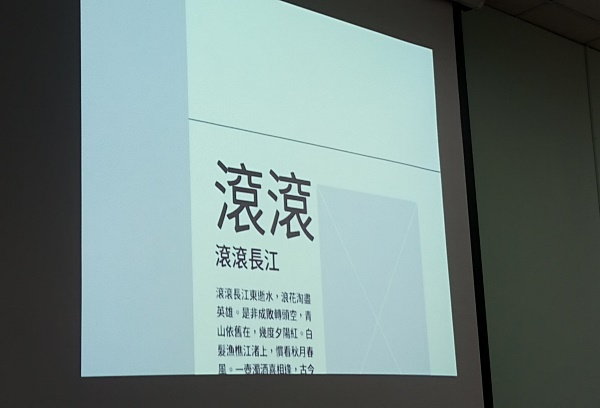 滾滾
滾滾長江
滾滾長江東逝水，浪花淘盡
英雄。是非成敗轉頭空，青
山依舊在，幾度夕陽紅。白
髮漁樵江渚上，慣看秋月春
風。一壺濁酒喜相逢，古今